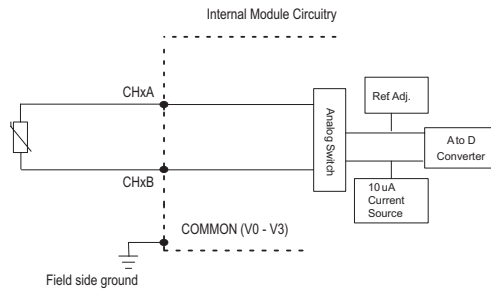 Internal Module Circuitry
CHxA
Ref Adj.
Analog Switch
A to D
Converter
CHxB
10 uA
Current
Source
COMMON (V0 - V3)
Field side ground